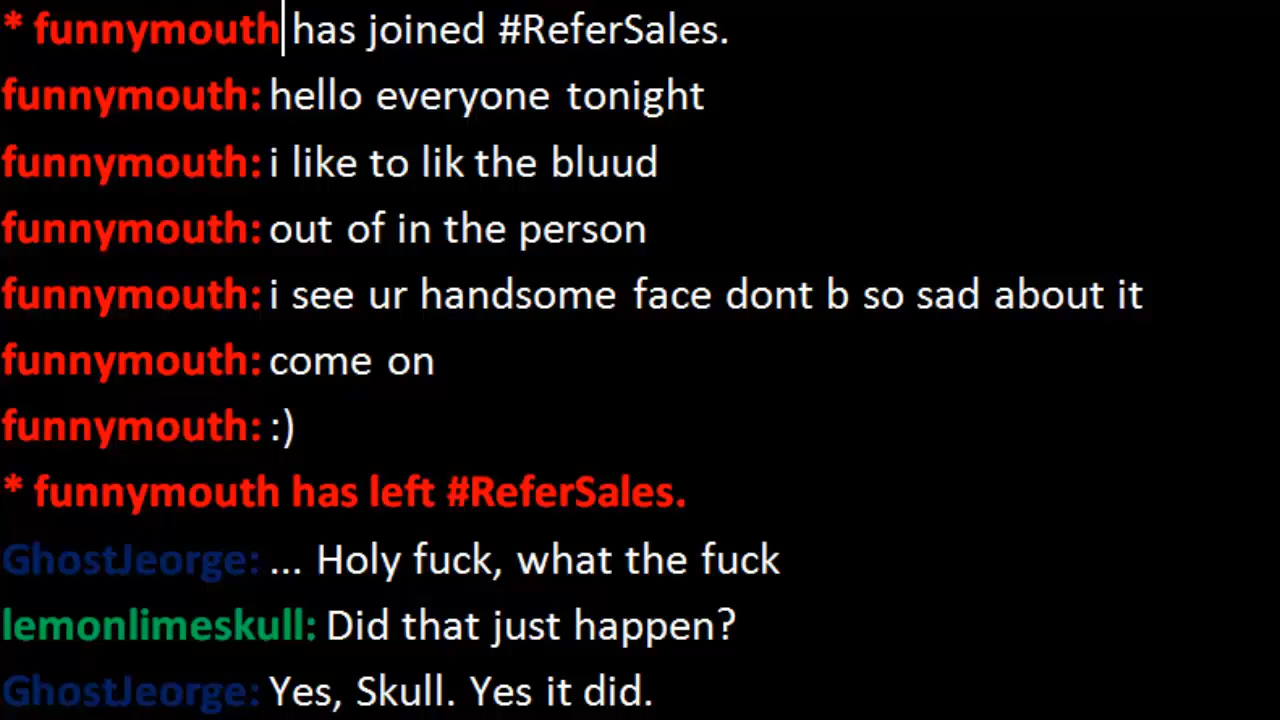 * funnymouth has joined #ReferSales.
funnymouth: hello everyone tonight
funnymouth: i like to lik the bluud
funnymouth: out of in the person
funnymouth: i see ur handsome face dont b so sad about it
funnymouth: come on
funnymouth: :)
* funnymouth has left #ReferSales.
GhostJeorge: ... Holy fuck, what the fuck
lemonlimeskull: Did that just happen?
GhostJeorge: Yes, Skull. Yes it did.